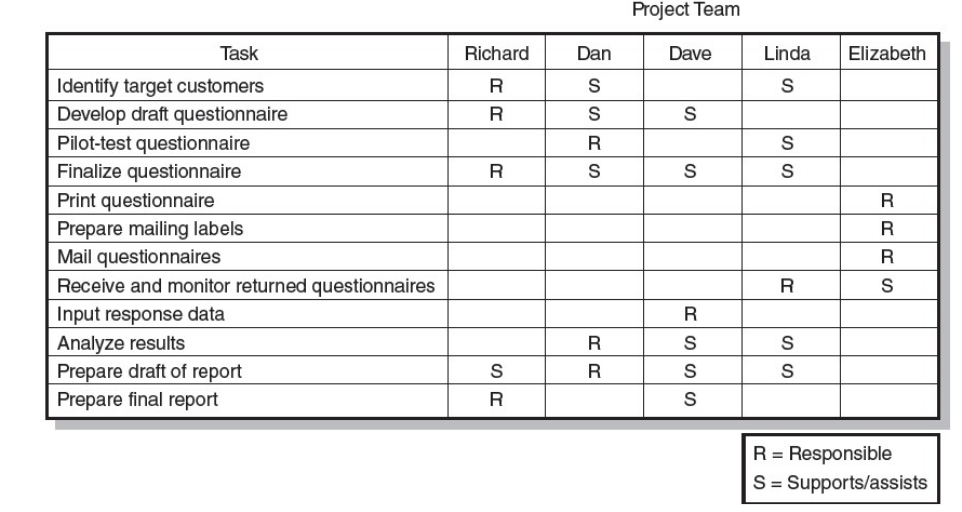 Project Team
Task Richard Dan Dave Linda Elizabeth
Identify target customers R S S
Develop draft questionnaire R S S
Pilot-test questionnaire R S
Finalize questionnaire R S S S
Print questionnaire R
Prepare mailing labels R
Mail questionnaires R
Receive and monitor returned questionnaires R S
Input response data R
Analyze results R S S
Prepare draft of report S R S S
Prepare final report R S
R = Responsible
S = Supports/assists